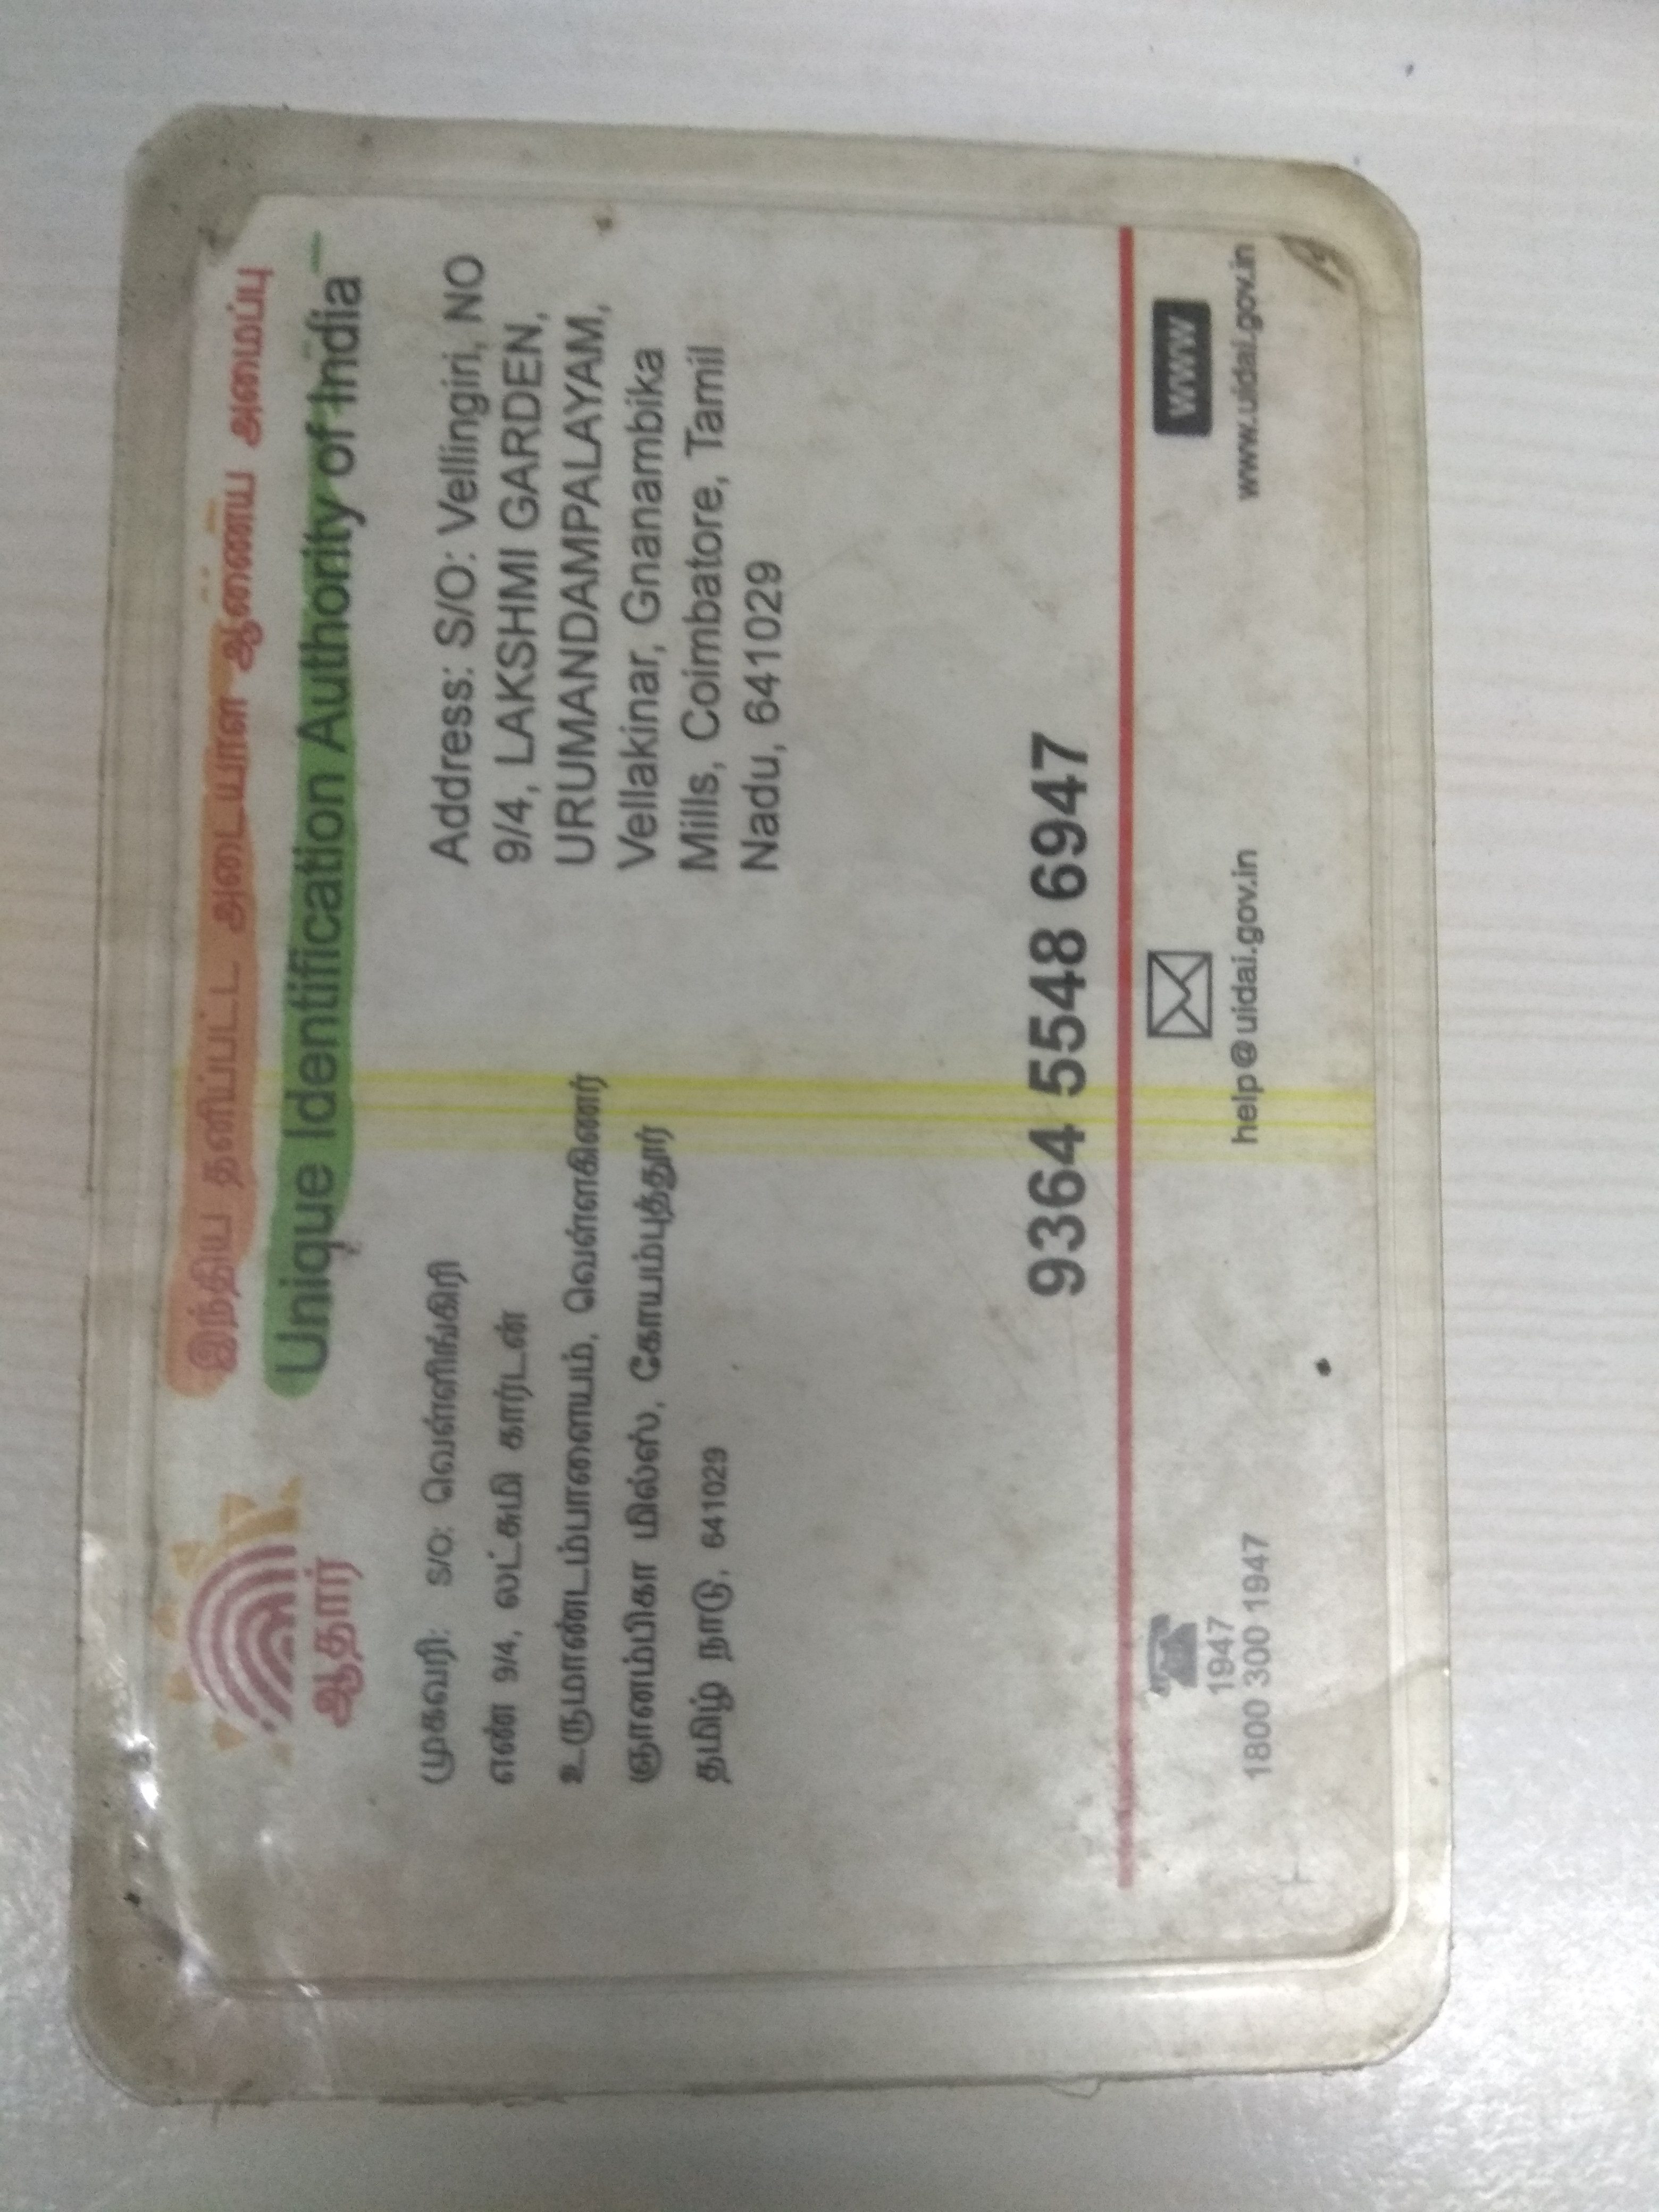 இந்திய தனிப்பட்ட அடையாள ஆணைய அமைப்பு
Unique Identification Authority of India
ஆதார்
முகவரி: S/O: வெள்ளிங்கிரி
எண் 9/4, லட்சுமி கார்டன்
உருமாண்டம்பாளையம், வெள்ளகிணர்
ஞானம்பிகா மில்ஸ், கோயம்புத்தூர்
தமிழ் நாடு, 641029
Address: S/O: Vellingiri, NO
9/4, LAKSHMI GARDEN,
URUMANDAMPALAYAM,
Vellakinar, Gnanambika
Mills, Coimbatore, Tamil
Nadu, 641029
9364 5548 6947
1947
1800 300 1947
help@uidai.gov.in
www
www.uidai.gov.in